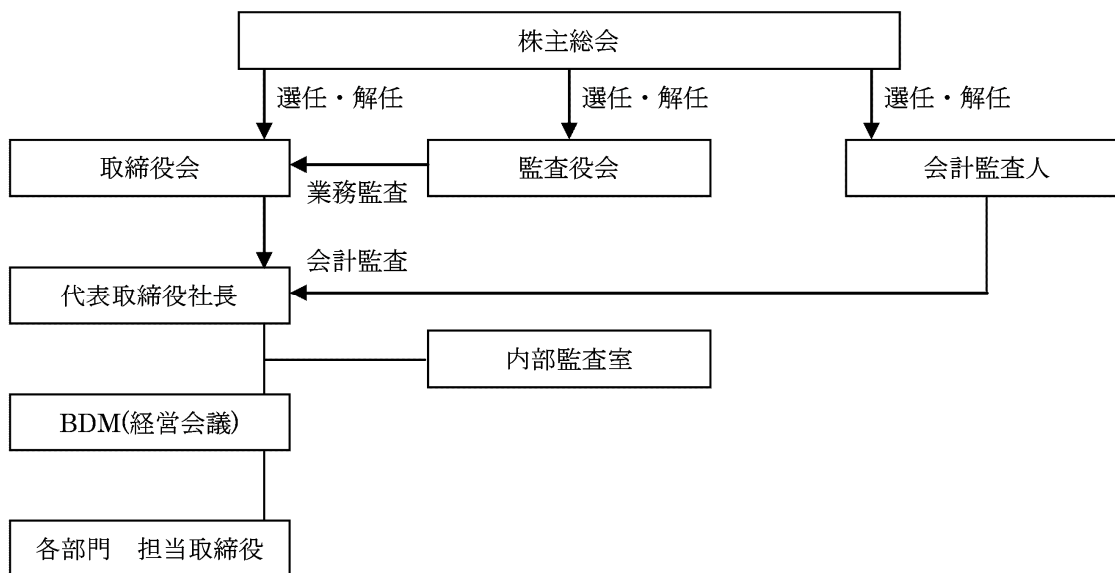 株主総会
選任・解任
選任・解任
選任・解任
取締役会
監査役会
会計監査人
業務監査
会計監査
代表取締役社長
内部監査室
BDM(経営会議)
各部門　担当取締役